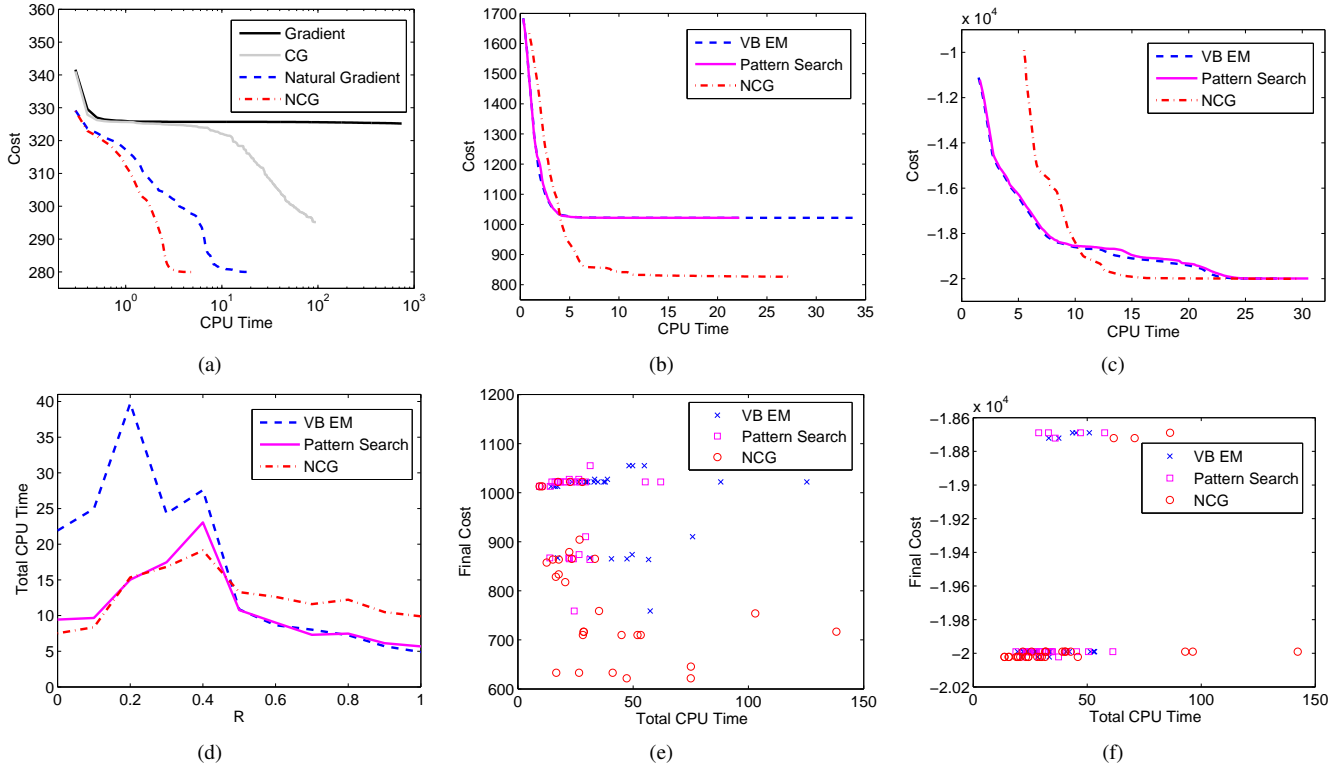 360
350
340
330
320
310
300
290
280
270
Cost
Gradient
CG
Natural Gradient
NCG
10^0
10^1
10^2
10^3
CPU Time
(a)
1700
1600
1500
1400
1300
1200
1100
1000
900
800
700
Cost
VB EM
Pattern Search
NCG
0
5
10
15
20
25
30
35
CPU Time
(b)
x 10^4
−1
−1.2
−1.4
−1.6
−1.8
−2
Cost
VB EM
Pattern Search
NCG
0
5
10
15
20
25
30
CPU Time
(c)
40
35
30
25
20
15
10
5
0
Total CPU Time
VB EM
Pattern Search
NCG
0
0.2
0.4
0.6
0.8
1
R
(d)
1200
1100
1000
900
800
700
600
Final Cost
VB EM
Pattern Search
NCG
0
50
100
150
Total CPU Time
(e)
x 10^4
−1.86
−1.88
−1.9
−1.92
−1.94
−1.96
−1.98
−2
−2.02
Final Cost
VB EM
Pattern Search
NCG
0
50
100
150
Total CPU Time
(f)